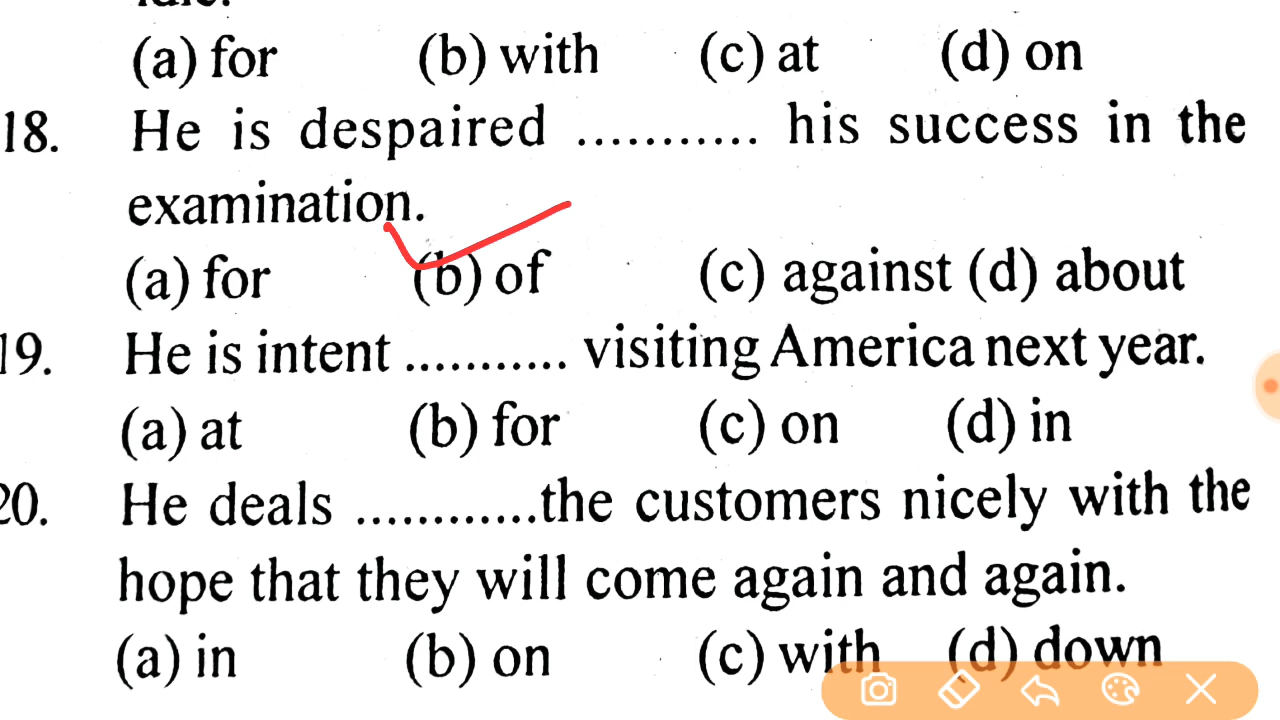 idle.
(a) for (b) with (c) at (d) on
18. He is despaired ........... his success in the
examination.
(a) for (b) of (c) against (d) about
19. He is intent ........... visiting America next year.
(a) at (b) for (c) on (d) in
20. He deals ............the customers nicely with the
hope that they will come again and again.
(a) in (b) on (c) with (d) down